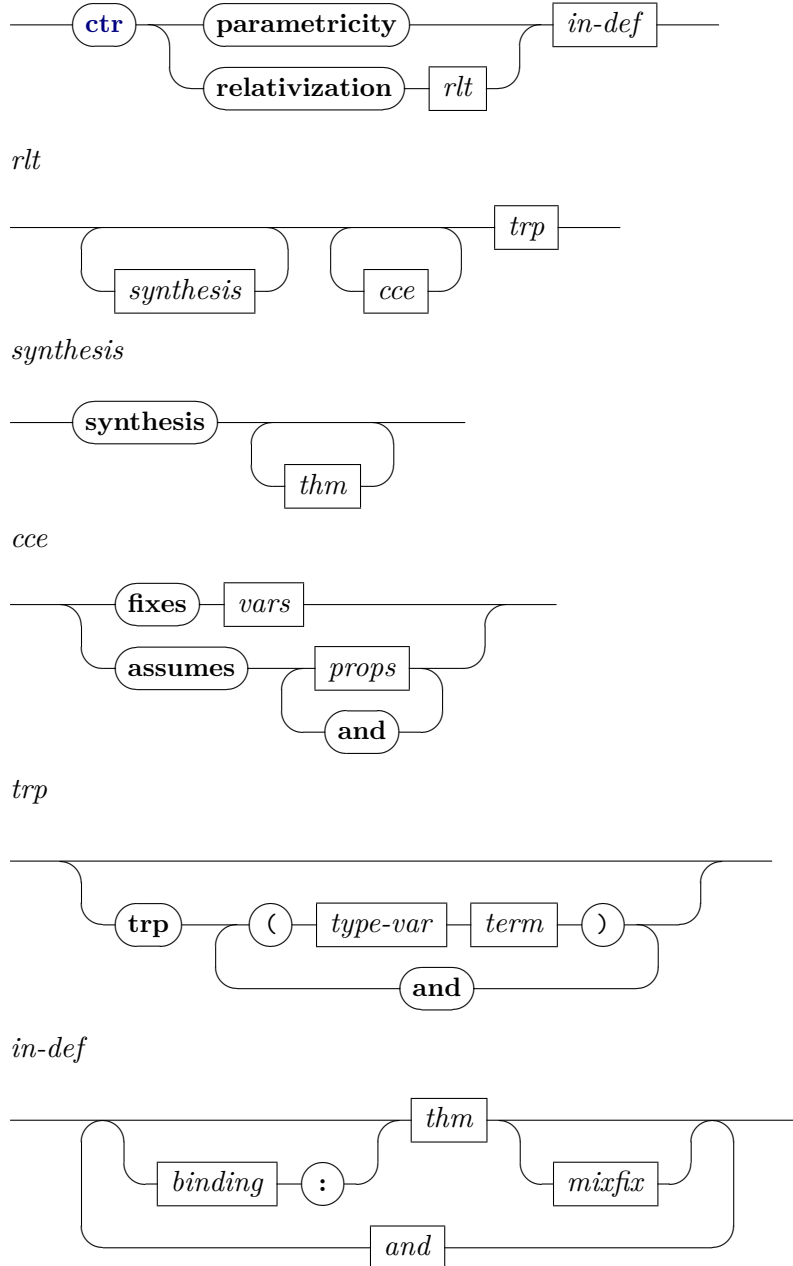 ctr parametricity in-def
relativization rlt
rlt
trp
synthesis cce
synthesis
synthesis
thm
cce
fixes vars
assumes props
and
trp
trp ( type-var term )
and
in-def
thm
binding : mixfix
and